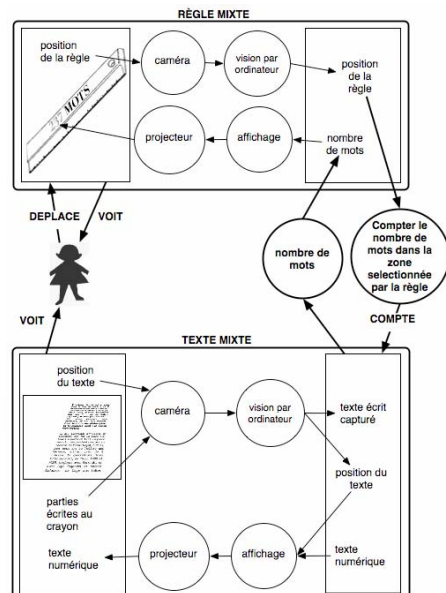 RÈGLE MIXTE
position
de la règle
caméra
vision par
ordinateur
position
de la
règle
237 MOTS
projecteur
affichage
nombre
de mots
DEPLACE
VOIT
nombre de
mots
Compter le
nombre de
mots dans la
zone
selectionnée
par la règle
VOIT
COMPTE
TEXTE MIXTE
position
du texte
caméra
vision par
ordinateur
texte écrit
capturé
position du
texte
parties
écrites au
crayon
texte
numérique
projecteur
affichage
texte
numérique